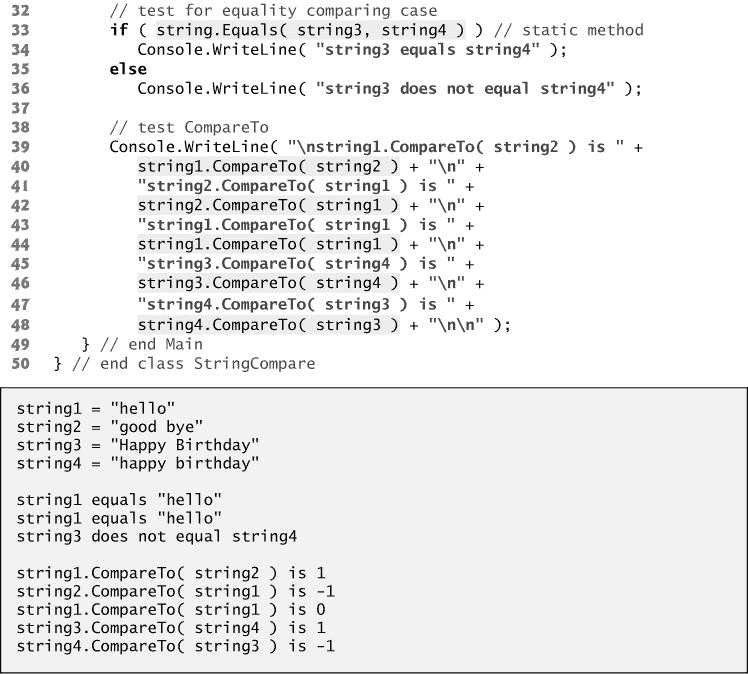 32 // test for equality comparing case
33 if ( string.Equals( string3, string4 ) ) // static method
34 Console.WriteLine( "string3 equals string4" );
35 else
36 Console.WriteLine( "string3 does not equal string4" );
37
38 // test CompareTo
39 Console.WriteLine( "\nstring1.CompareTo( string2 ) is " +
40 string1.CompareTo( string2 ) + "\n" +
41 "string2.CompareTo( string1 ) is " +
42 string2.CompareTo( string1 ) + "\n" +
43 "string1.CompareTo( string1 ) is " +
44 string1.CompareTo( string1 ) + "\n" +
45 "string3.CompareTo( string4 ) is " +
46 string3.CompareTo( string4 ) + "\n" +
47 "string4.CompareTo( string3 ) is " +
48 string4.CompareTo( string3 ) + "\n\n" );
49 } // end Main
50 } // end class StringCompare
string1 = "hello"
string2 = "good bye"
string3 = "Happy Birthday"
string4 = "happy birthday"
string1 equals "hello"
string1 equals "hello"
string3 does not equal string4
string1.CompareTo( string2 ) is 1
string2.CompareTo( string1 ) is -1
string1.CompareTo( string1 ) is 0
string3.CompareTo( string4 ) is 1
string4.CompareTo( string3 ) is -1